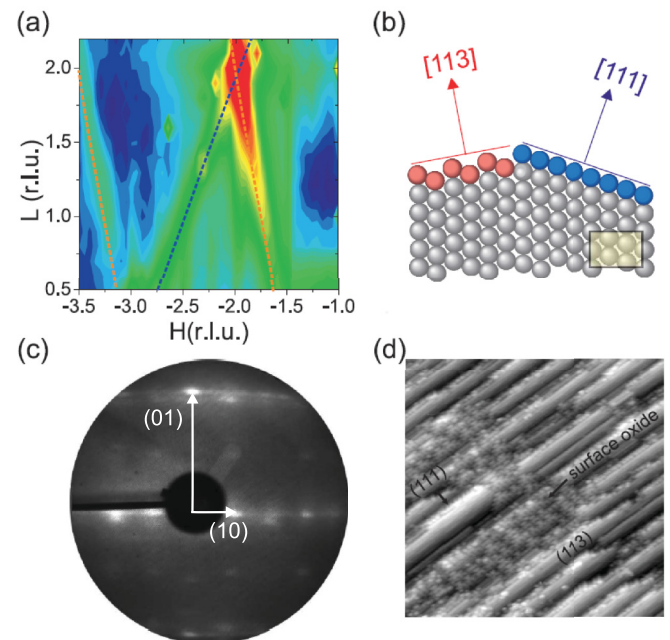 (a)
(b)
2.0
1.5
1.0
0.5
L (r.l.u.)
-3.5
-3.0
-2.5
-2.0
-1.5
-1.0
H(r.l.u.)
[113]
[111]
(c)
(d)
(01)
(10)
(111)
surface oxide
(113)